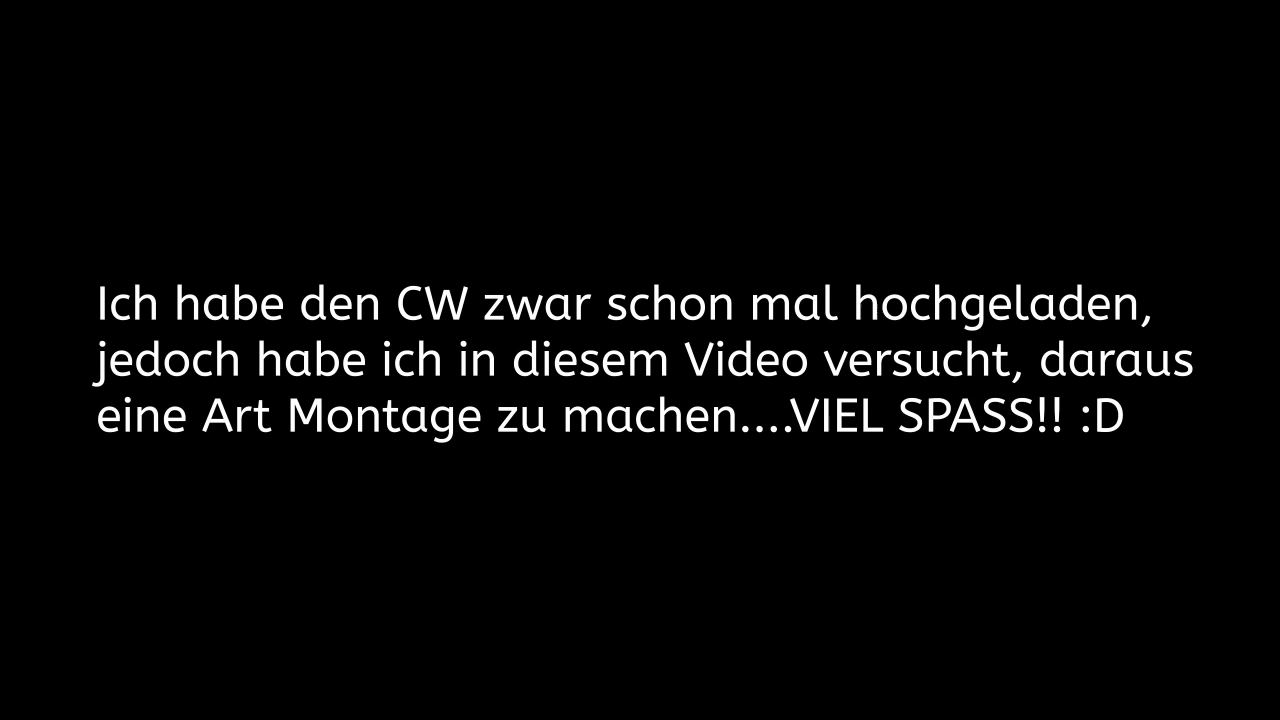 Ich habe den CW zwar schon mal hochgeladen,
jedoch habe ich in diesem Video versucht, daraus
eine Art Montage zu machen....VIEL SPASS!! :D